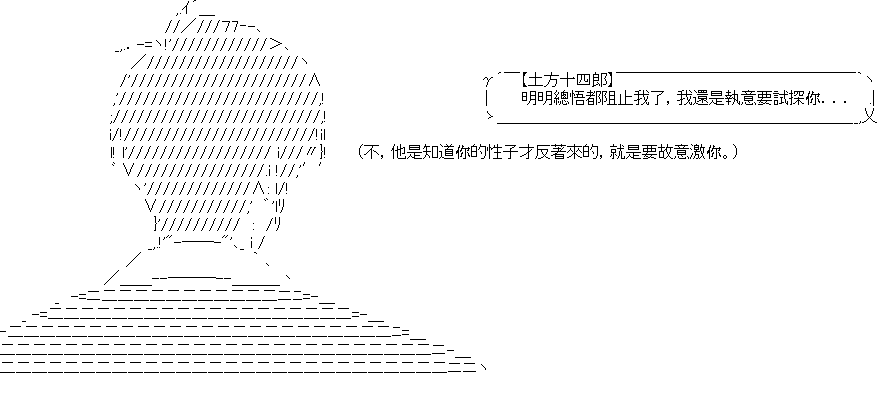 【土方十四郎】
明明總悟都阻止我了，我還是執意要試探你...
（不，他是知道你的性子才反著來的，就是要故意激你。）